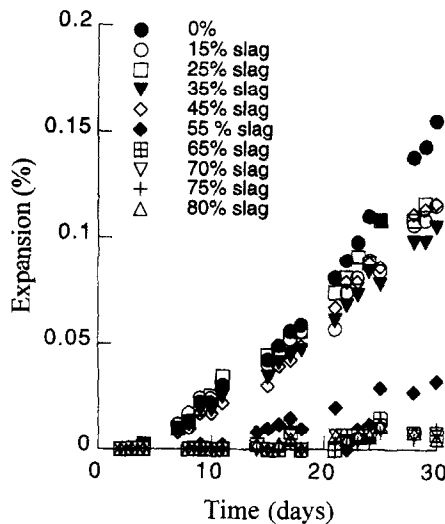 0.2
0.15
0.1
0.05
0
Expansion (%)
0%
15% slag
25% slag
35% slag
45% slag
55 % slag
65% slag
70% slag
75% slag
80% slag
0 10 20 30
Time (days)